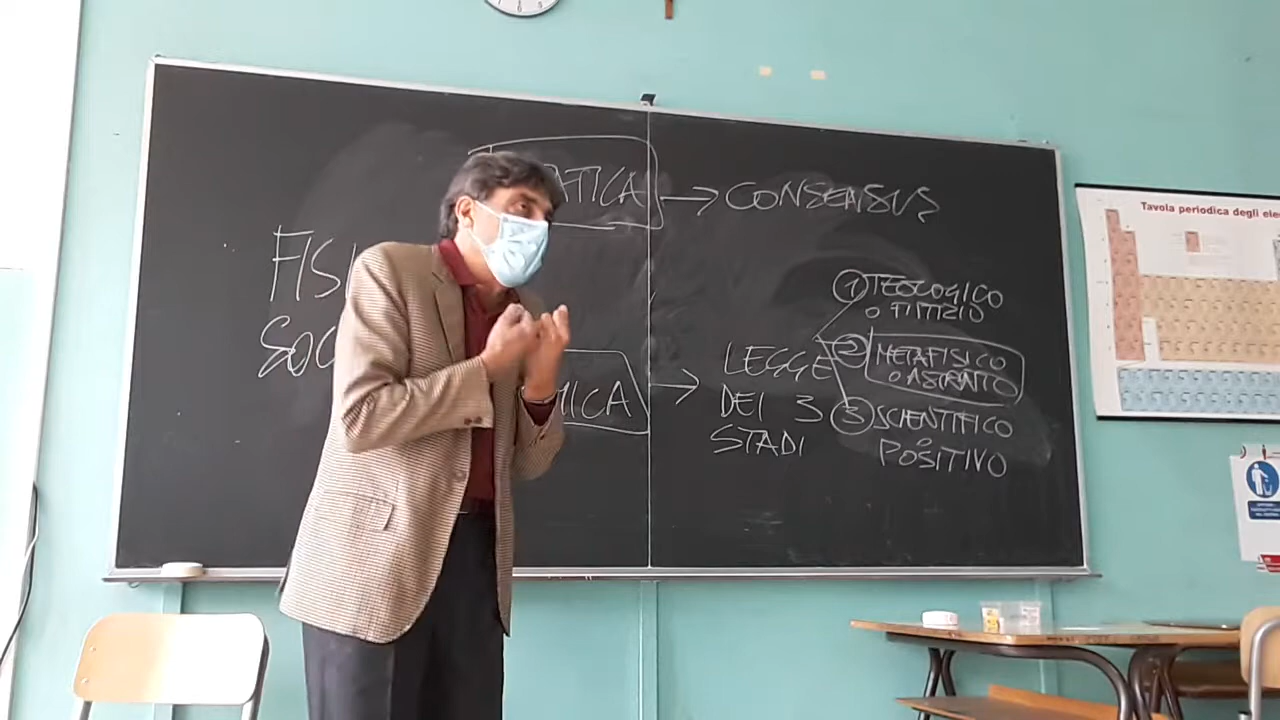 ATICA → CONSENSUS
FISI
SOC
MICA → LEGGE
DEI 3
STADI
1 TEOLOGICO
o FITTIZIO
2 METAFISICO
o ASTRATTO
3 SCIENTIFICO
o
POSITIVO
Tavola periodica degli ele